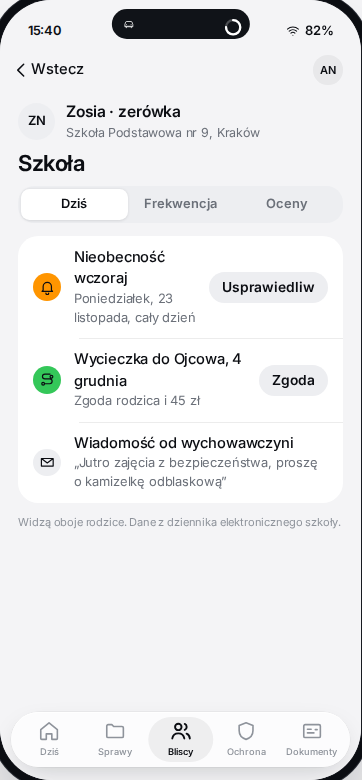 15:40
82%
Wstecz
AN
ZN
Zosia · zerówka
Szkoła Podstawowa nr 9, Kraków
Szkoła
Dziś
Frekwencja
Oceny
Nieobecność
wczoraj
Poniedziałek, 23
listopada, cały dzień
Usprawiedliw
Wycieczka do Ojcowa, 4
grudnia
Zgoda rodzica i 45 zł
Zgoda
Wiadomość od wychowawczyni
„Jutro zajęcia z bezpieczeństwa, proszę
o kamizelkę odblaskową”
Widzą oboje rodzice. Dane z dziennika elektronicznego szkoły.
Dziś
Sprawy
Bliscy
Ochrona
Dokumenty